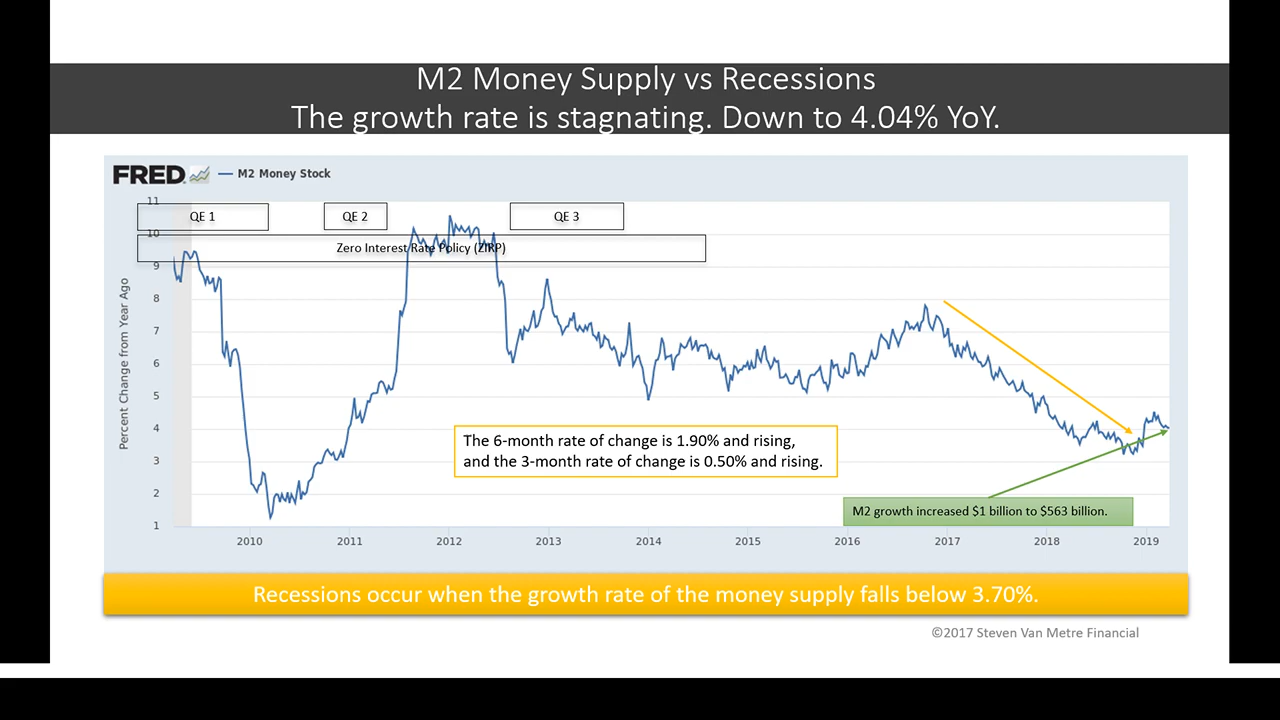 M2 Money Supply vs Recessions
The growth rate is stagnating. Down to 4.04% YoY.
FRED
M2 Money Stock
11
QE 1
QE 2
QE 3
10
Zero Interest Rate Policy (ZIRP)
9
8
7
6
5
4
3
2
1
Percent Change from Year Ago
The 6-month rate of change is 1.90% and rising,
and the 3-month rate of change is 0.50% and rising.
M2 growth increased $1 billion to $563 billion.
2010 2011 2012 2013 2014 2015 2016 2017 2018 2019
Recessions occur when the growth rate of the money supply falls below 3.70%.
©2017 Steven Van Metre Financial